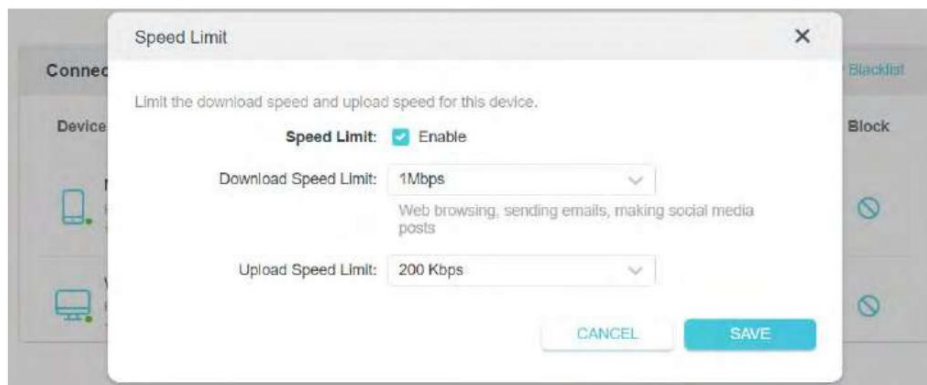 Speed Limit
Connec
Blacklist
Limit the download speed and upload speed for this device.
Device
Block
Speed Limit: Enable
Download Speed Limit: 1Mbps
Web browsing, sending emails, making social media
posts
Upload Speed Limit: 200 Kbps
CANCEL SAVE